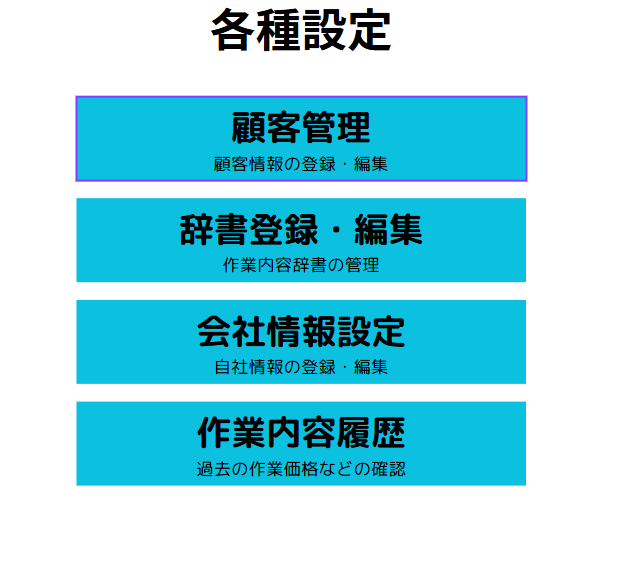 各種設定
顧客管理
顧客情報の登録・編集
辞書登録・編集
作業内容辞書の管理
会社情報設定
自社情報の登録・編集
作業内容履歴
過去の作業価格などの確認